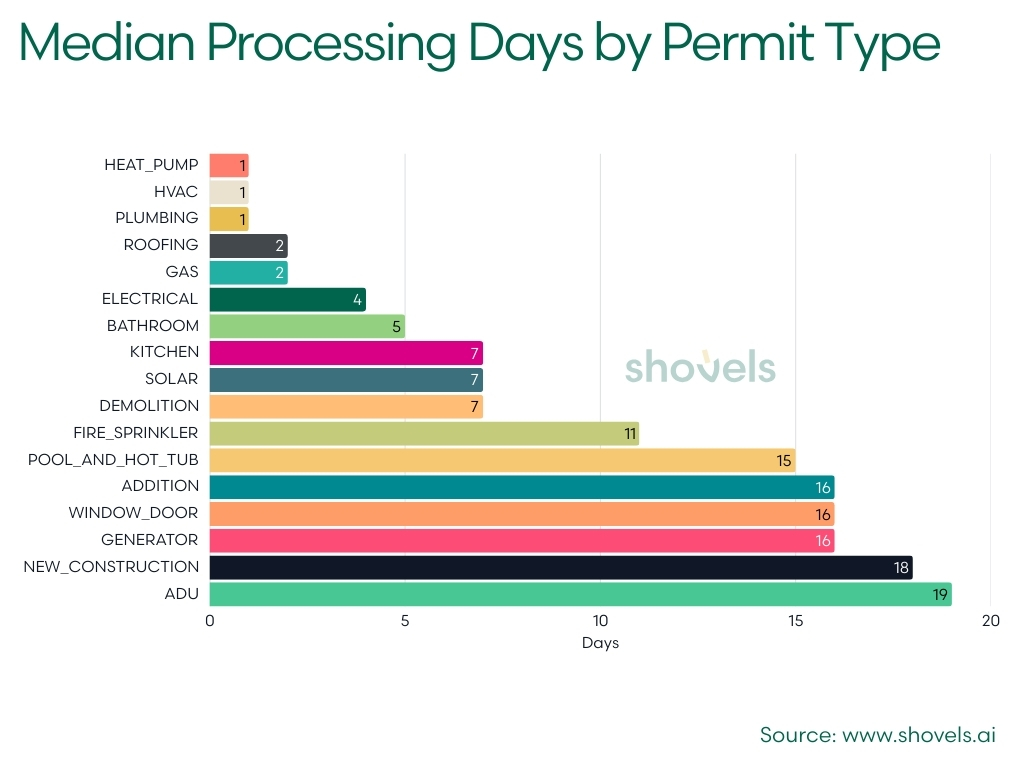 Median Processing Days by Permit Type
HEAT_PUMP 1
HVAC 1
PLUMBING 1
ROOFING 2
GAS 2
ELECTRICAL 4
BATHROOM 5
KITCHEN 7
shovels
SOLAR 7
DEMOLITION 7
FIRE_SPRINKLER 11
POOL_AND_HOT_TUB 15
ADDITION 16
WINDOW_DOOR 16
GENERATOR 16
NEW_CONSTRUCTION 18
ADU 19
0 5 10 15 20
Days
Source: www.shovels.ai